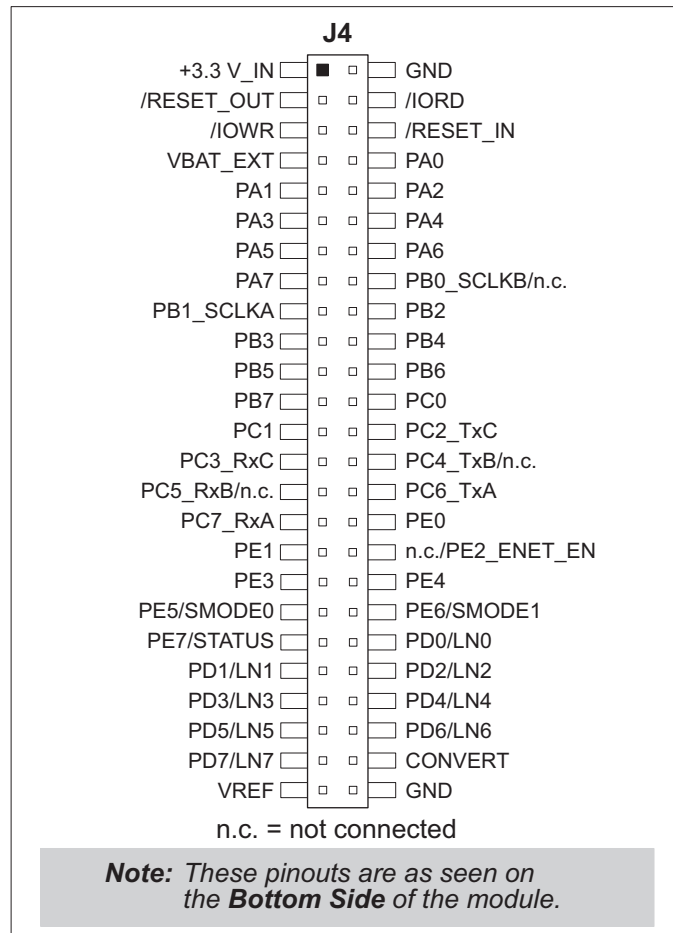 J4
+3.3 V_IN GND
/RESET_OUT /IORD
/IOWR /RESET_IN
VBAT_EXT PA0
PA1 PA2
PA3 PA4
PA5 PA6
PA7 PB0_SCLKB/n.c.
PB1_SCLKA PB2
PB3 PB4
PB5 PB6
PB7 PC0
PC1 PC2_TxC
PC3_RxC PC4_TxB/n.c.
PC5_RxB/n.c. PC6_TxA
PC7_RxA PE0
PE1 n.c./PE2_ENET_EN
PE3 PE4
PE5/SMODE0 PE6/SMODE1
PE7/STATUS PD0/LN0
PD1/LN1 PD2/LN2
PD3/LN3 PD4/LN4
PD5/LN5 PD6/LN6
PD7/LN7 CONVERT
VREF GND
n.c. = not connected
Note: These pinouts are as seen on
the Bottom Side of the module.